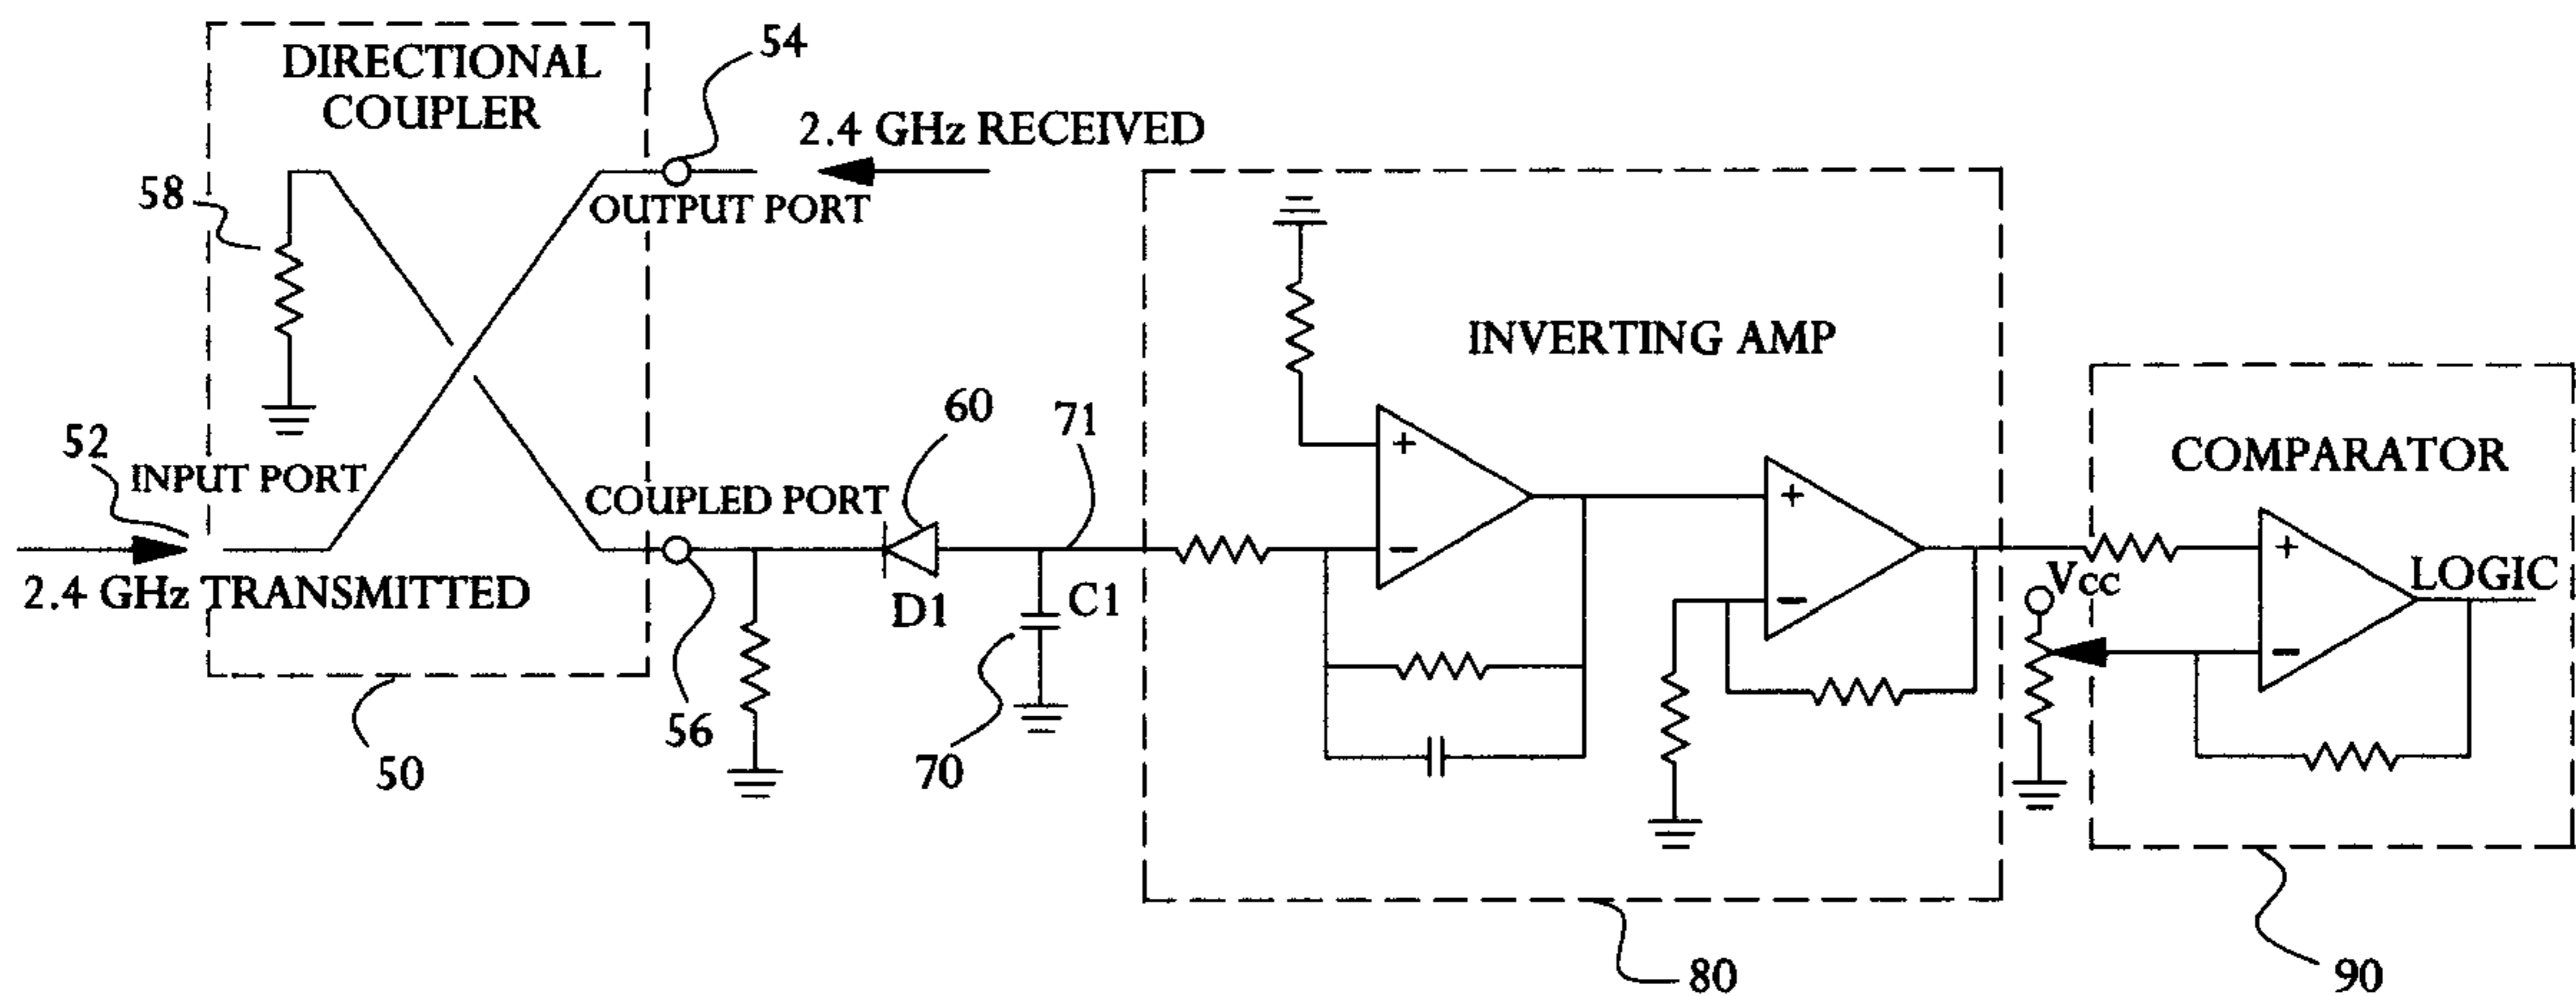 DIRECTIONAL
COUPLER
54
2.4 GHz RECEIVED
58
OUTPUT PORT
INVERTING AMP
52
INPUT PORT
COUPLED PORT
60
71
+
+
COMPARATOR
2.4 GHz TRANSMITTED
D1
C1
−
−
+
VCC
LOGIC
−
50
56
70
80
90